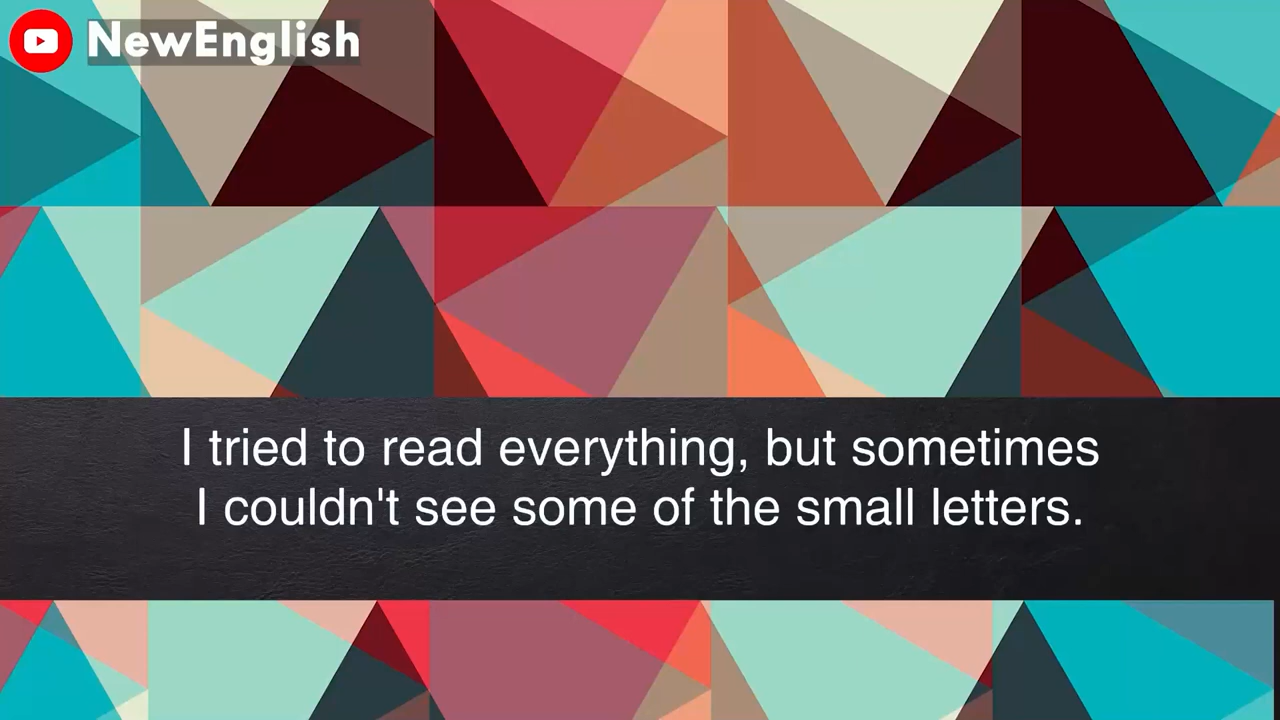 NewEnglish
I tried to read everything, but sometimes
I couldn't see some of the small letters.